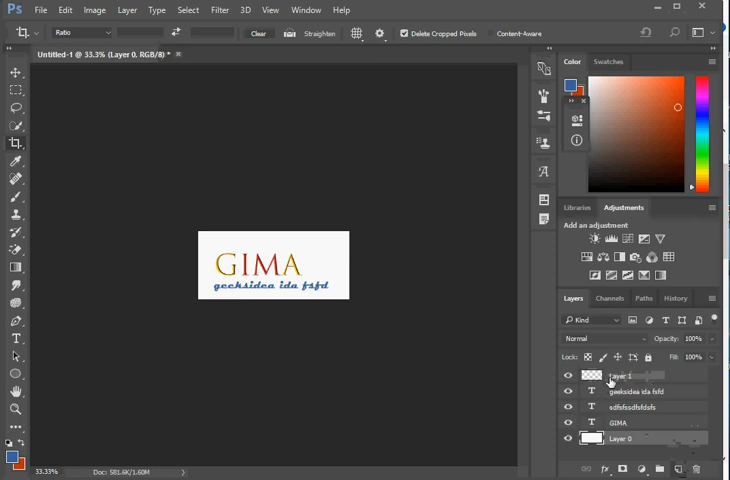 Ps File Edit Image Layer Type Select Filter 3D View Window Help
Ratio Clear Straighten Delete Cropped Pixels Content-Aware
Untitled-1 @ 33.3% (Layer 0, RGB/8) *
Color Swatches
Libraries Adjustments
Add an adjustment
GIMA
geeksidea ida fsfd
Layers Channels Paths History
Kind
Normal Opacity: 100%
Lock: Fill: 100%
Layer 1
T geeksidea ida fsfd
T sdfsfssdfsfdsfs
T GIMA
Layer 0
33.33% Doc: 581.6K/1.60M